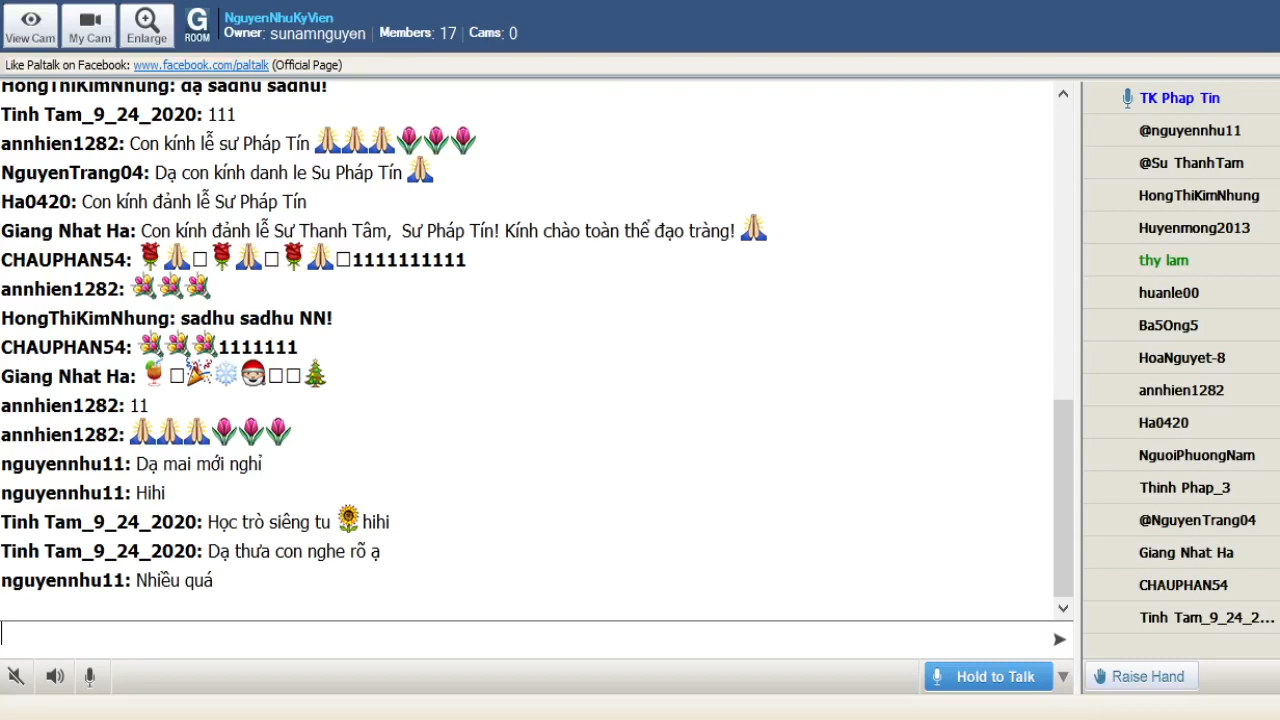 View Cam
My Cam
Enlarge
G
ROOM
NguyenNhuKyVien
Owner: sunamnguyen | Members: 17 | Cams: 0
Like Paltalk on Facebook: www.facebook.com/paltalk (Official Page)
HongThiKimNhung: dạ sadhu sadhu!
Tinh Tam_9_24_2020: 111
annhien1282: Con kính lễ sư Pháp Tín 🙏🙏🙏🌷🌷🌷
NguyenTrang04: Dạ con kính danh le Su Pháp Tín 🙏
Ha0420: Con kính đảnh lễ Sư Pháp Tín
Giang Nhat Ha: Con kính đảnh lễ Sư Thanh Tâm, Sư Pháp Tín! Kính chào toàn thể đạo tràng! 🙏
CHAUPHAN54: 🌹🙏□🌹🙏□🌹🙏□1111111111
annhien1282: 💐💐💐
HongThiKimNhung: sadhu sadhu NN!
CHAUPHAN54: 💐💐💐1111111
Giang Nhat Ha: 🍹□🎉❄️🎅□□🎄
annhien1282: 11
annhien1282: 🙏🙏🙏🌷🌷🌷
nguyennhu11: Dạ mai mới nghỉ
nguyennhu11: Hihi
Tinh Tam_9_24_2020: Học trò siêng tu 🌻hihi
Tinh Tam_9_24_2020: Dạ thưa con nghe rõ ạ
nguyennhu11: Nhiều quá
Hold to Talk
TK Phap Tin
@nguyennhu11
@Su ThanhTam
HongThiKimNhung
Huyenmong2013
thy lam
huanle00
Ba5Ong5
HoaNguyet-8
annhien1282
Ha0420
NguoiPhuongNam
Thinh Phap_3
@NguyenTrang04
Giang Nhat Ha
CHAUPHAN54
Tinh Tam_9_24_2...
Raise Hand